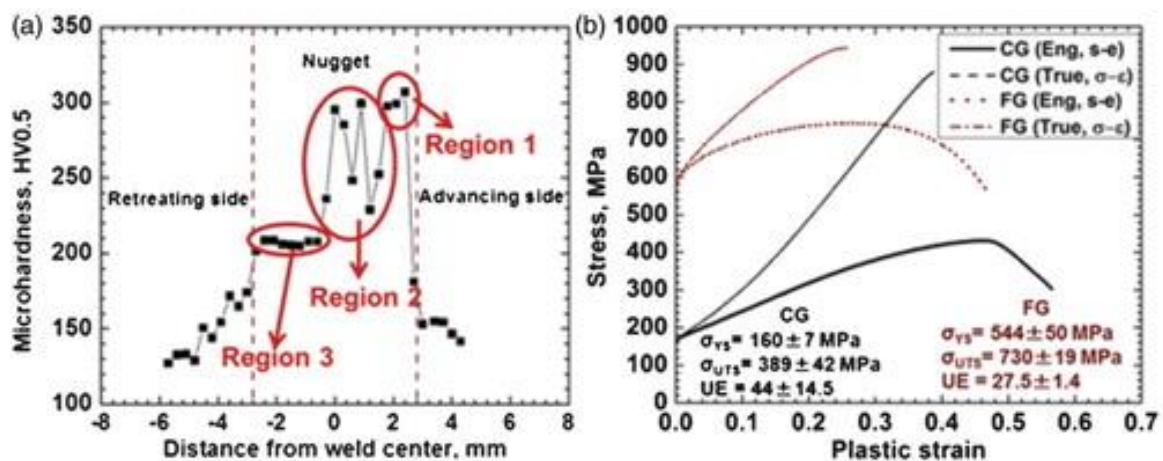 (a)
350
300
250
200
150
100
Microhardness, HV0.5
Nugget
Region 1
Retreating side
Advancing side
Region 2
Region 3
-8 -6 -4 -2 0 2 4 6 8
Distance from weld center, mm
(b)
1000
900
800
700
600
500
400
300
200
100
0
Stress, MPa
CG (Eng, s-e)
CG (True, σ-ε)
FG (Eng, s-e)
FG (True, σ-ε)
CG
σYS= 160±7 MPa
σUTS= 389±42 MPa
UE = 44±14.5
FG
σYS= 544±50 MPa
σUTS= 730±19 MPa
UE = 27.5±1.4
0.0 0.1 0.2 0.3 0.4 0.5 0.6 0.7
Plastic strain